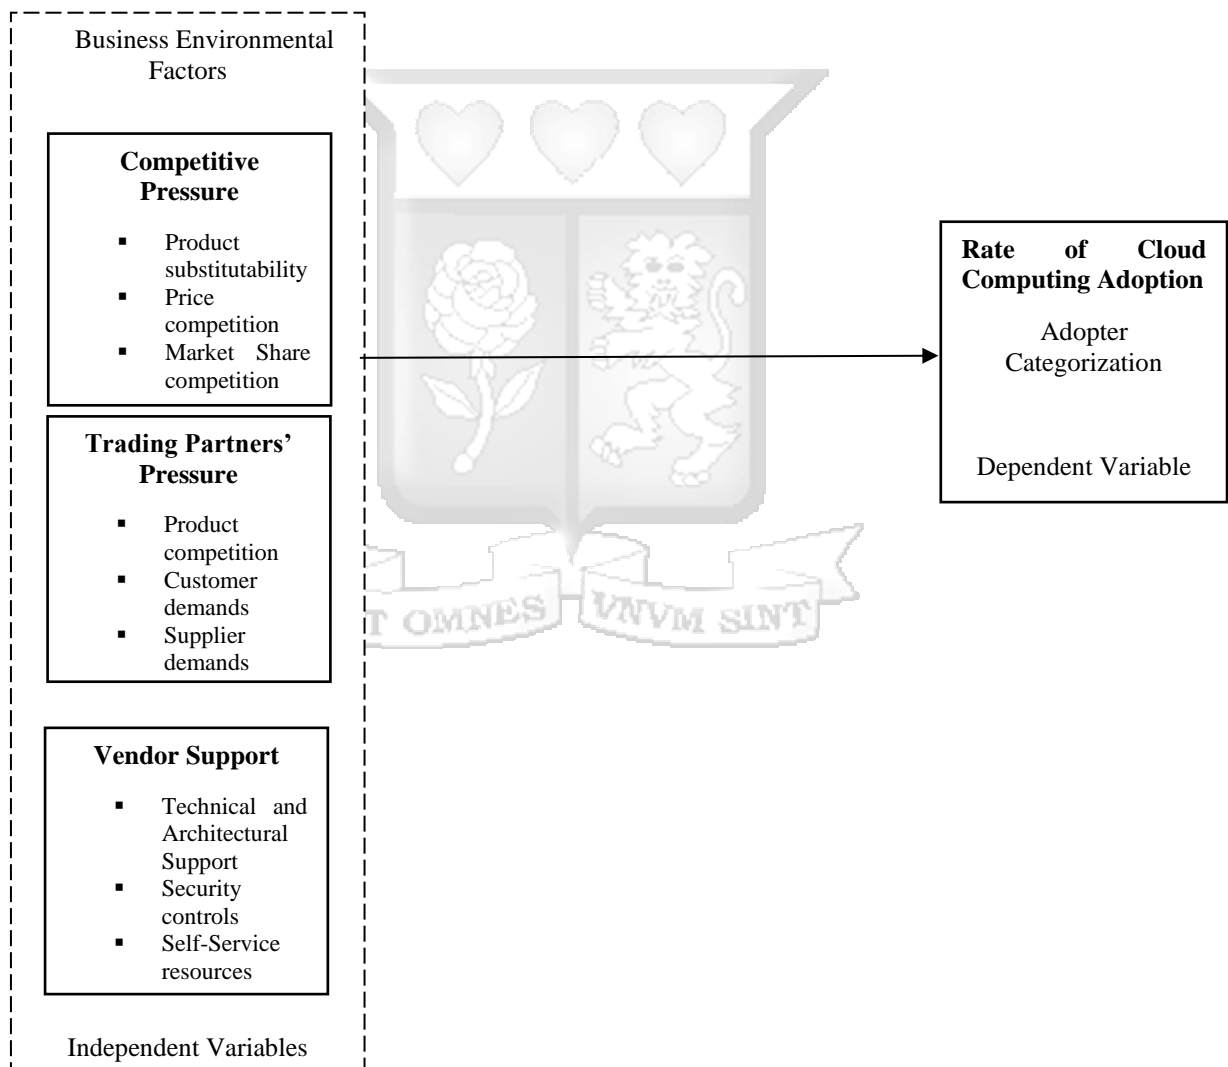 Business Environmental
Factors
Competitive
Pressure
▪ Product
substitutability
▪ Price
competition
▪ Market Share
competition
Trading Partners’
Pressure
▪ Product
competition
▪ Customer
demands
▪ Supplier
demands
Vendor Support
▪ Technical and
Architectural
Support
▪ Security
controls
▪ Self-Service
resources
Independent Variables
Rate of Cloud
Computing Adoption
Adopter
Categorization
Dependent Variable
T OMNES VNVM SINT